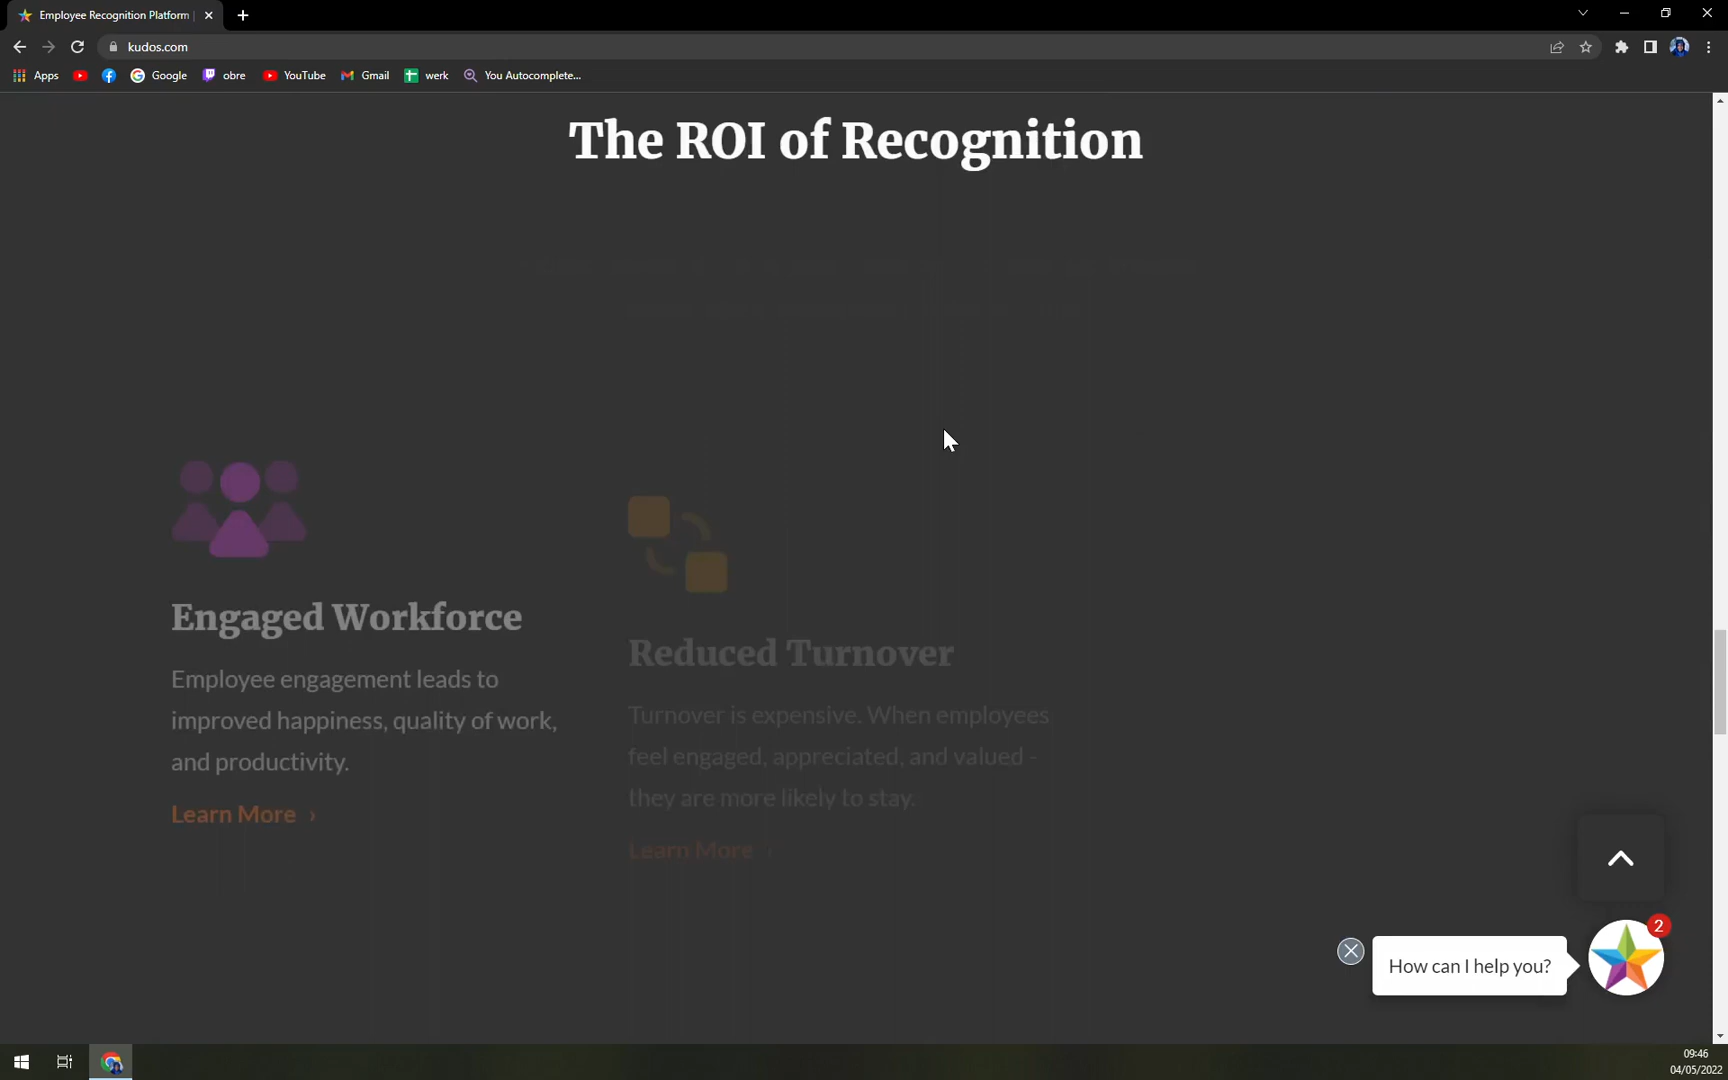 Employee Recognition Platform |
kudos.com
Apps
Google
obre
YouTube
Gmail
werk
You Autocomplete...
The ROI of Recognition
Engaged Workforce
Employee engagement leads to
improved happiness, quality of work,
and productivity.
Learn More ›
Reduced Turnover
Turnover is expensive. When employees
feel engaged, appreciated, and valued -
they are more likely to stay.
Learn More ›
2
How can I help you?
09:46
04/05/2022